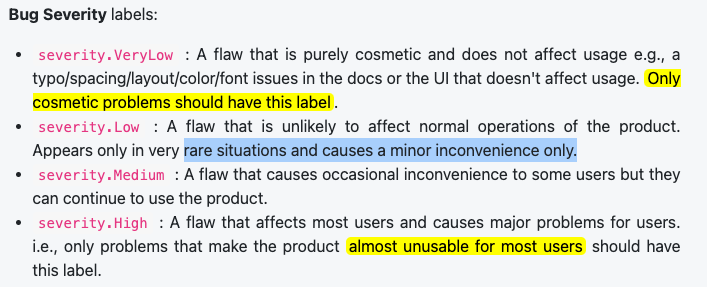 Bug Severity labels:
• severity.VeryLow : A flaw that is purely cosmetic and does not affect usage e.g., a
typo/spacing/layout/color/font issues in the docs or the UI that doesn't affect usage. Only
cosmetic problems should have this label.
• severity.Low : A flaw that is unlikely to affect normal operations of the product.
Appears only in very rare situations and causes a minor inconvenience only.
• severity.Medium : A flaw that causes occasional inconvenience to some users but they
can continue to use the product.
• severity.High : A flaw that affects most users and causes major problems for users.
i.e., only problems that make the product almost unusable for most users should have
this label.